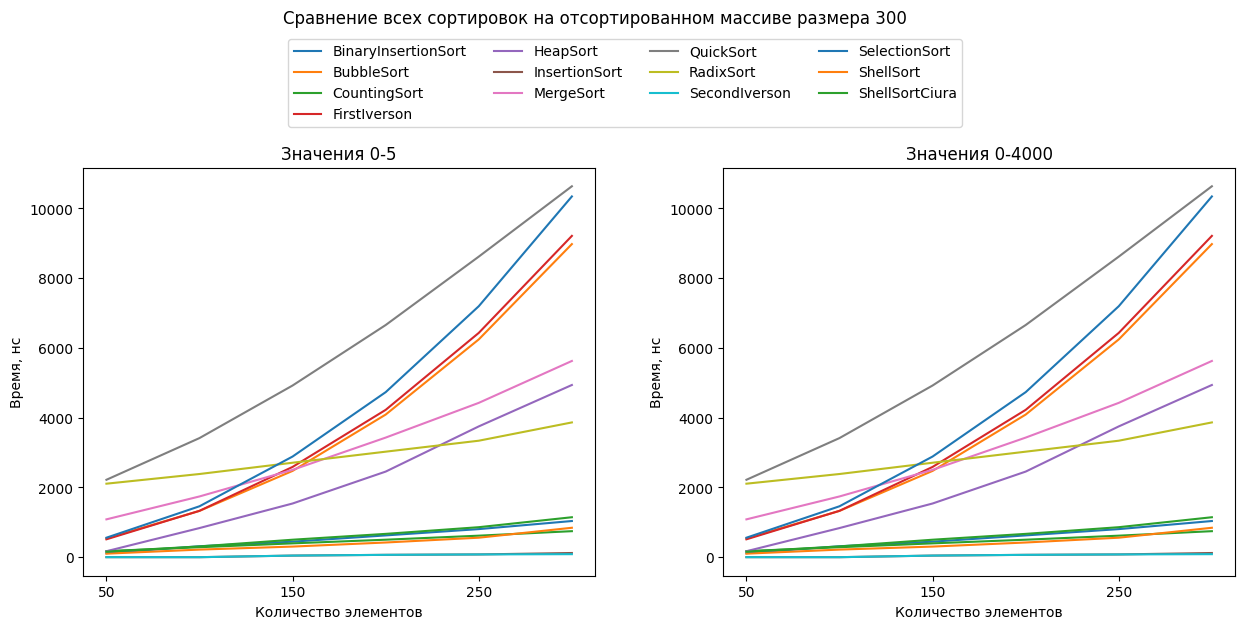 Сравнение всех сортировок на отсортированном массиве размера 300
BinaryInsertionSort HeapSort QuickSort SelectionSort
BubbleSort InsertionSort RadixSort ShellSort
CountingSort MergeSort SecondIverson ShellSortCiura
FirstIverson
Значения 0-5
10000
8000
6000
4000
2000
0
Время, нс
50 150 250
Количество элементов
Значения 0-4000
10000
8000
6000
4000
2000
0
Время, нс
50 150 250
Количество элементов